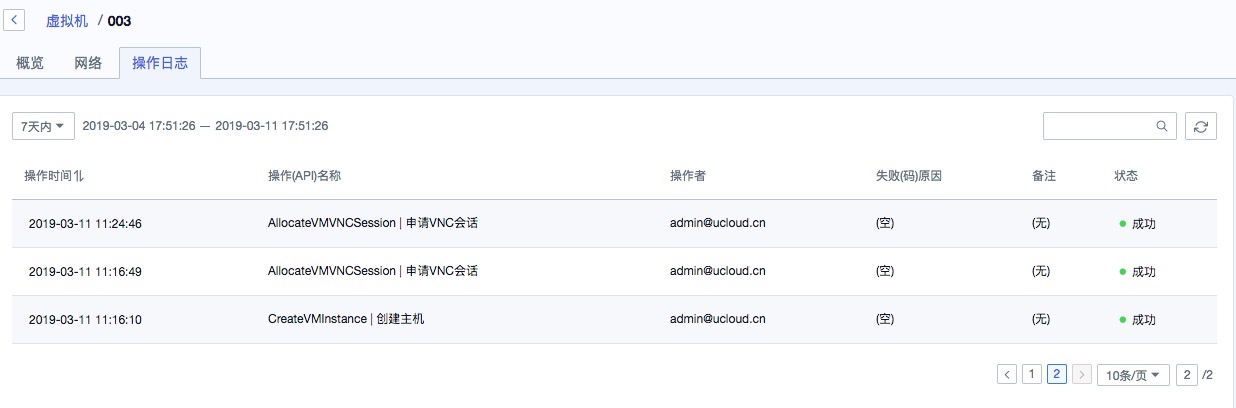 虚拟机 / 003
概览 网络 操作日志
7天内 2019-03-04 17:51:26 — 2019-03-11 17:51:26
操作时间 操作(API)名称 操作者 失败(码)原因 备注 状态
2019-03-11 11:24:46 AllocateVMVNCSession | 申请VNC会话 admin@ucloud.cn (空) (无) 成功
2019-03-11 11:16:49 AllocateVMVNCSession | 申请VNC会话 admin@ucloud.cn (空) (无) 成功
2019-03-11 11:16:10 CreateVMInstance | 创建主机 admin@ucloud.cn (空) (无) 成功
1 2 10条/页 2 /2